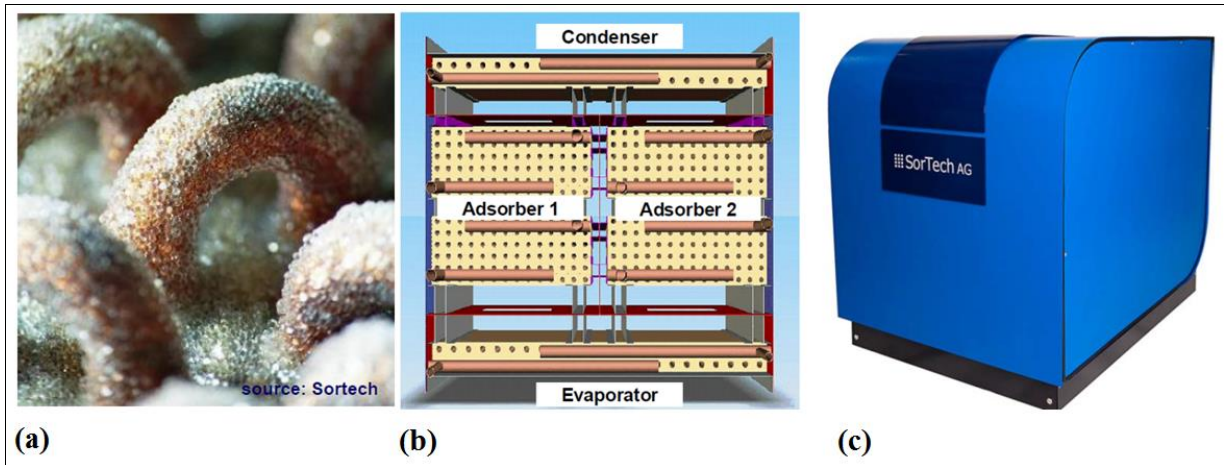 source: Sortech
(a)
Condenser
Adsorber 1
Adsorber 2
Evaporator
(b)
SorTech AG
(c)